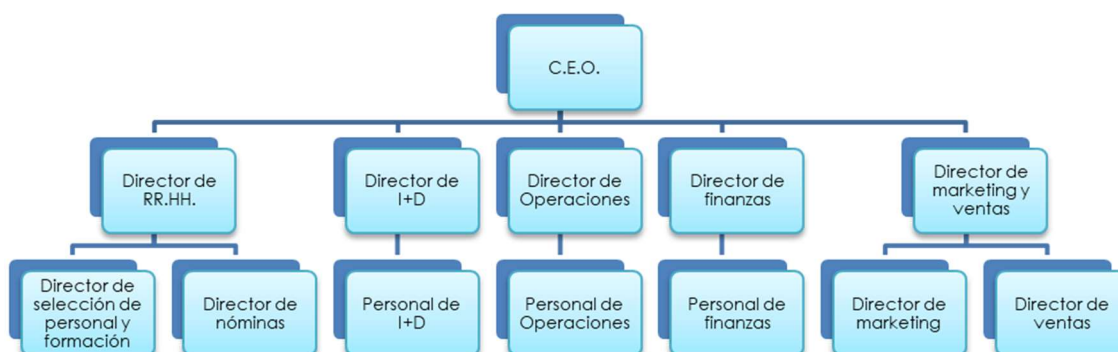 C.E.O.
Director de
RR.HH.
Director de
I+D
Director de
Operaciones
Director de
finanzas
Director de
marketing y
ventas
Director de
selección de
personal y
formación
Director de
nóminas
Personal de
I+D
Personal de
Operaciones
Personal de
finanzas
Director de
marketing
Director de
ventas